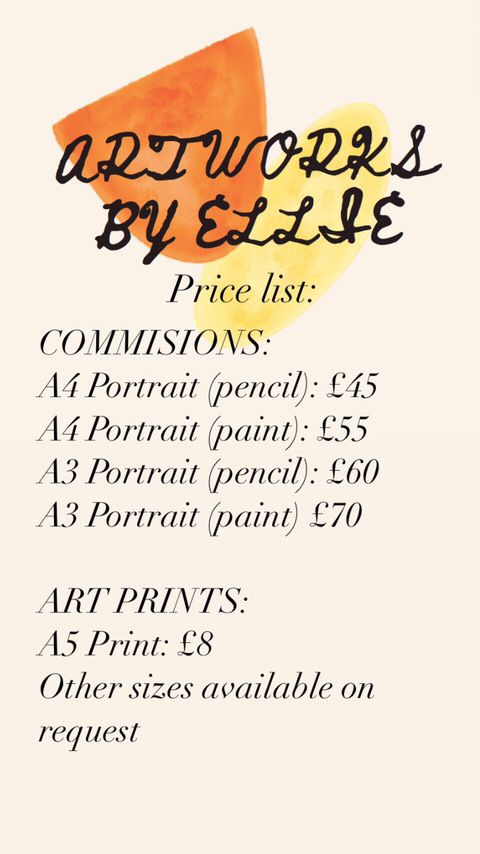 ARTWORKS
BY ELLIE
Price list:
COMMISIONS:
A4 Portrait (pencil): £45
A4 Portrait (paint): £55
A3 Portrait (pencil): £60
A3 Portrait (paint) £70
ART PRINTS:
A5 Print: £8
Other sizes available on
request